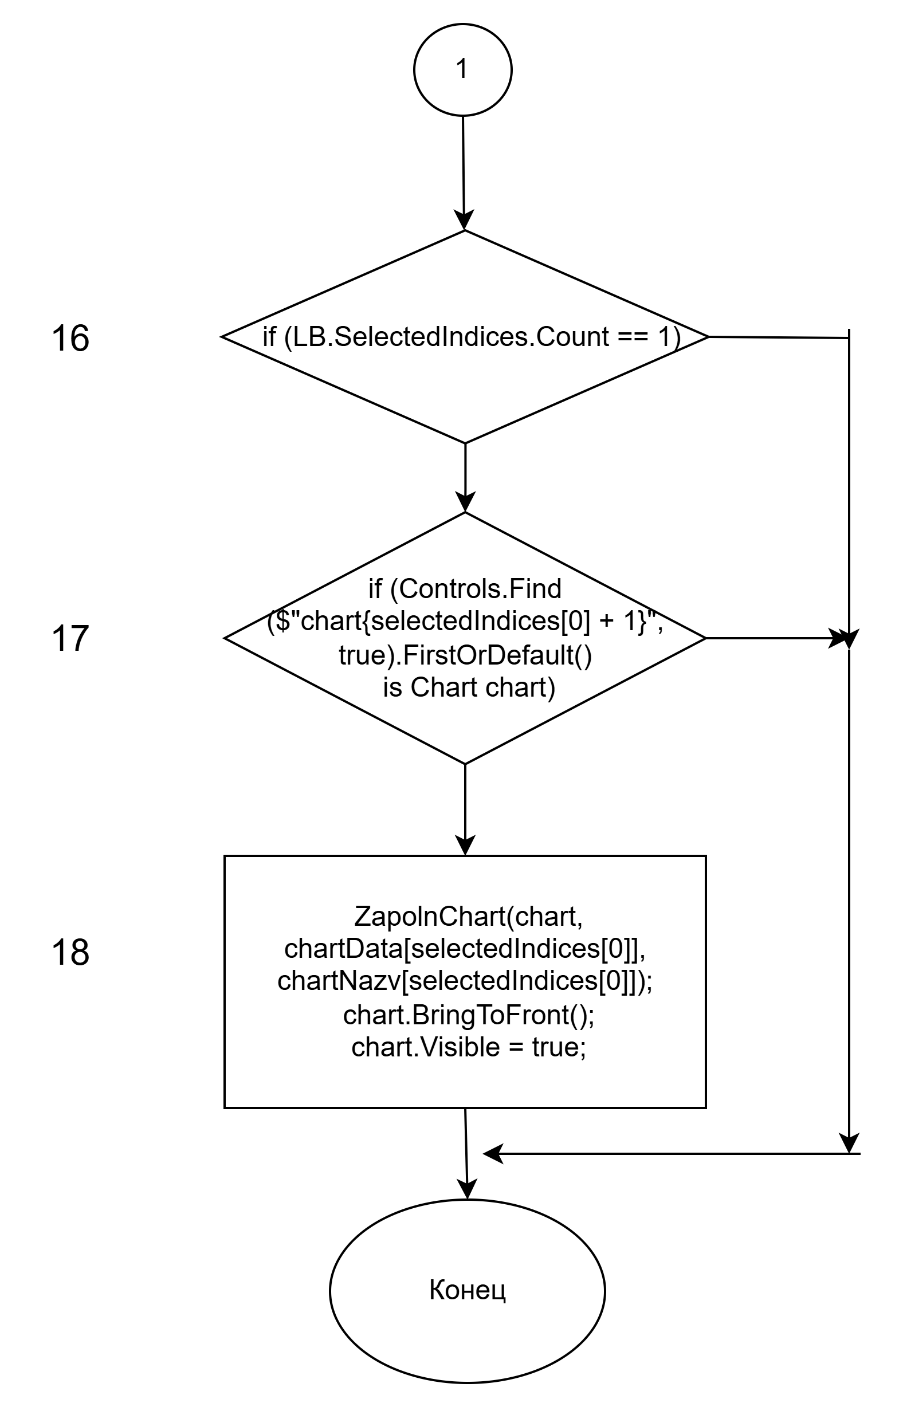 1
16
if (LB.SelectedIndices.Count == 1)
17
if (Controls.Find
($"chart{selectedIndices[0] + 1}",
true).FirstOrDefault()
is Chart chart)
18
ZapolnChart(chart,
chartData[selectedIndices[0]],
chartNazv[selectedIndices[0]]);
chart.BringToFront();
chart.Visible = true;
Конец